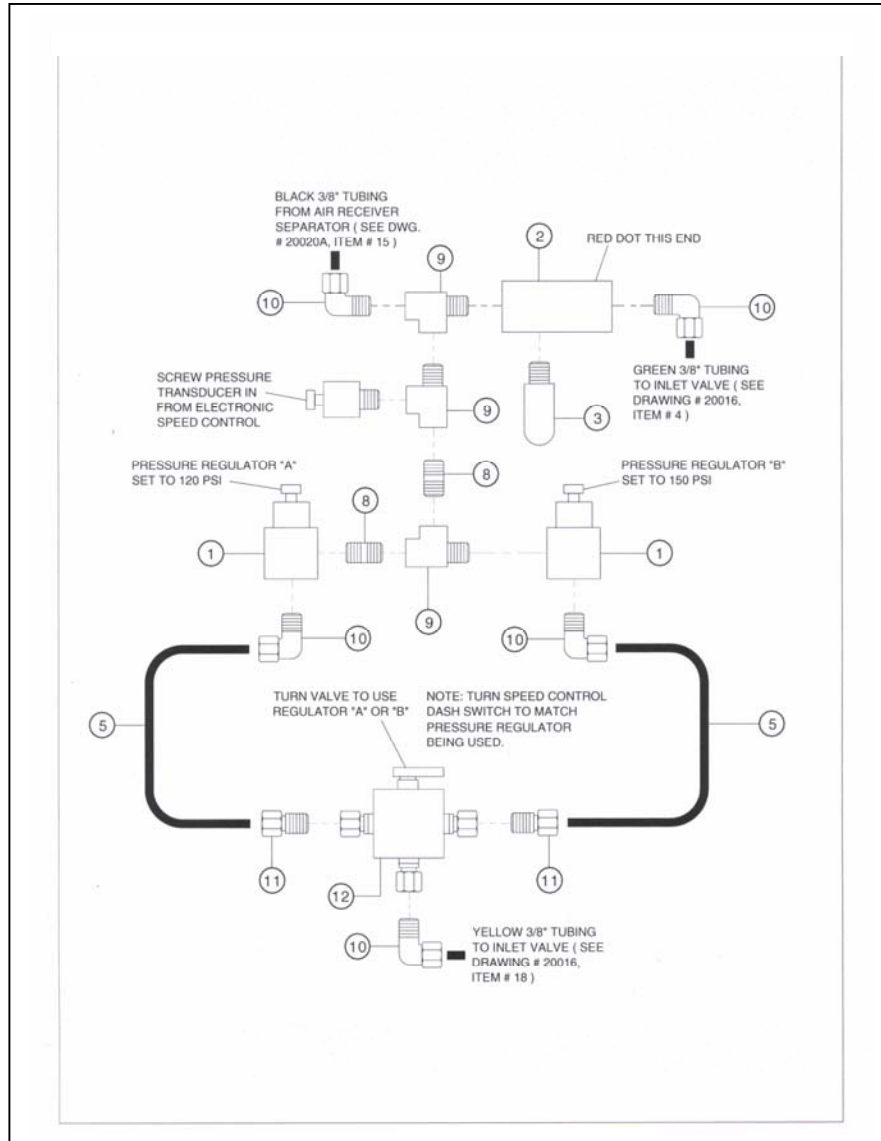 BLACK 3/8" TUBING
FROM AIR RECEIVER
SEPARATOR ( SEE DWG.
# 20020A, ITEM # 15 )
2
RED DOT THIS END
9
10
10
SCREW PRESSURE
TRANSDUCER IN
FROM ELECTRONIC
SPEED CONTROL
9
3
GREEN 3/8" TUBING
TO INLET VALVE ( SEE
DRAWING # 20016,
ITEM # 4 )
PRESSURE REGULATOR "A"
SET TO 120 PSI
8
PRESSURE REGULATOR "B"
SET TO 150 PSI
8
1
1
9
10
10
TURN VALVE TO USE
REGULATOR "A" OR "B"
NOTE: TURN SPEED CONTROL
DASH SWITCH TO MATCH
PRESSURE REGULATOR
BEING USED.
5
5
11
11
12
10
YELLOW 3/8" TUBING
TO INLET VALVE ( SEE
DRAWING # 20016,
ITEM # 18 )